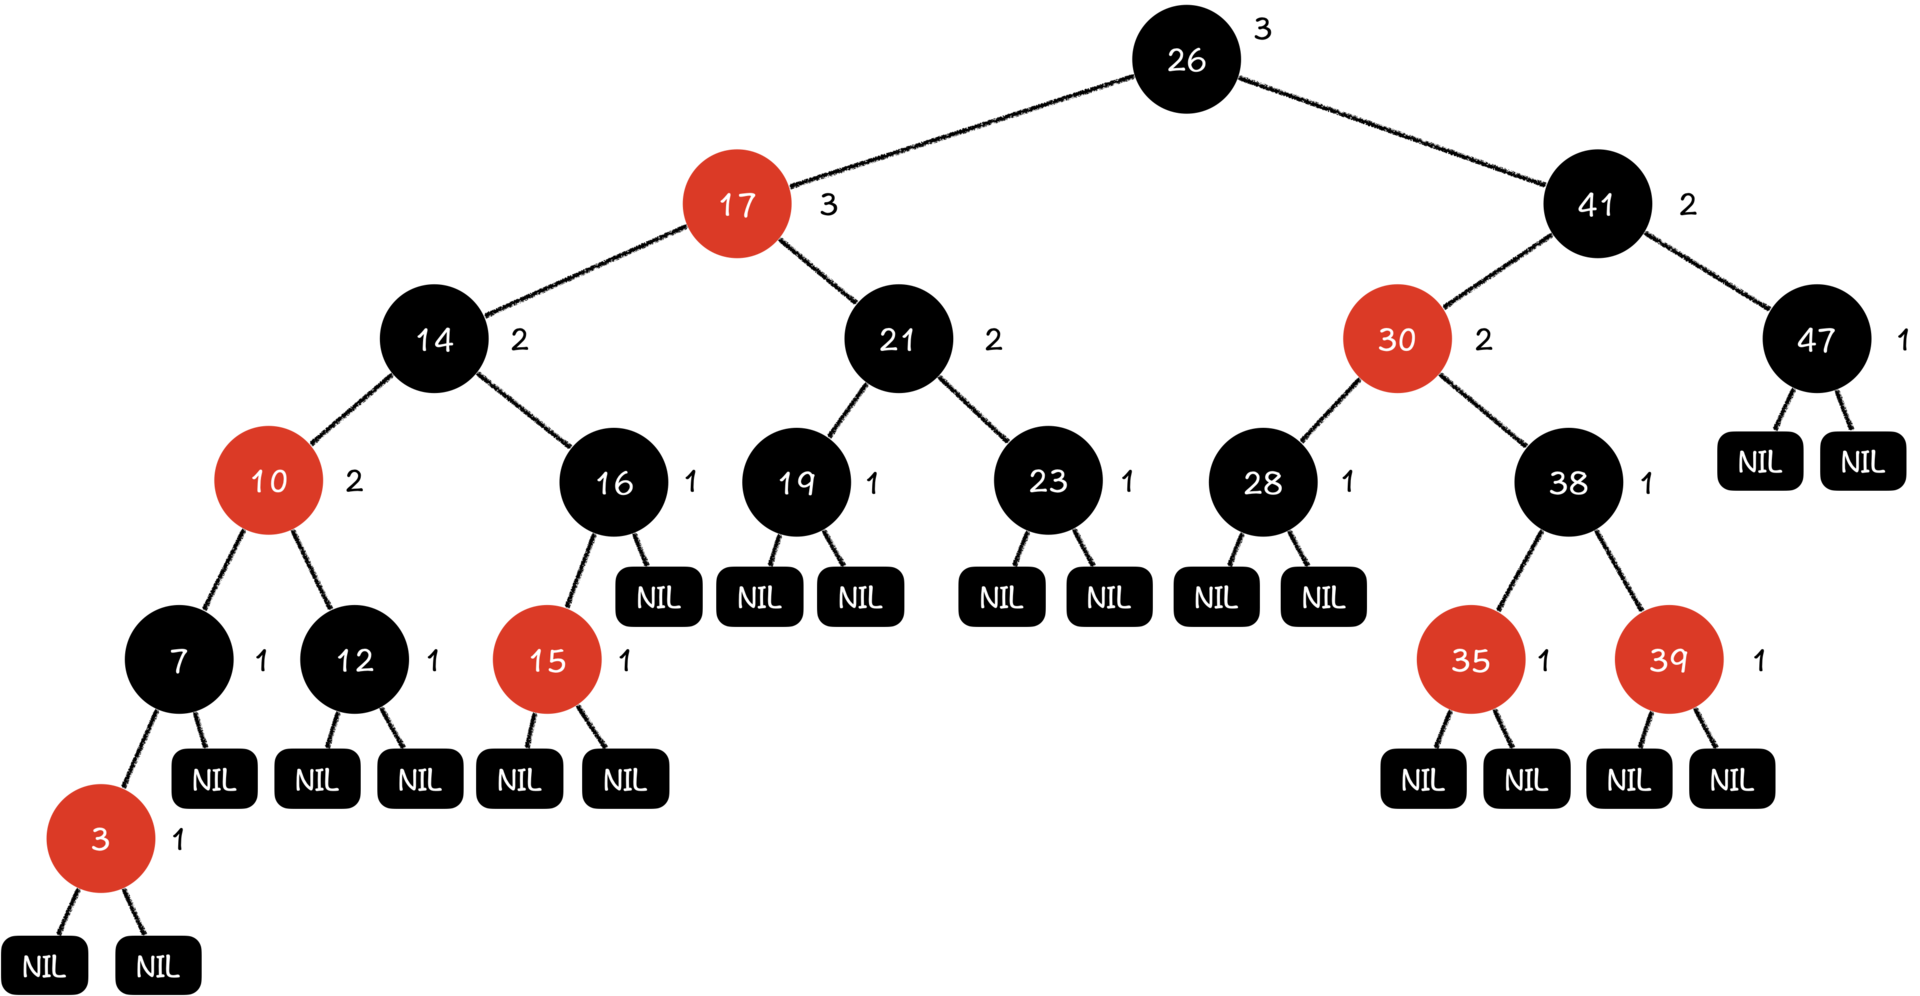 3
26
17 3 41 2
14 2 21 2 30 2 47 1
NIL NIL
10 2 16 1 19 1 23 1 28 1 38 1
NIL NIL NIL NIL NIL NIL NIL
7 1 12 1 15 1 35 1 39 1
NIL NIL NIL NIL NIL NIL NIL NIL NIL
3 1
NIL NIL